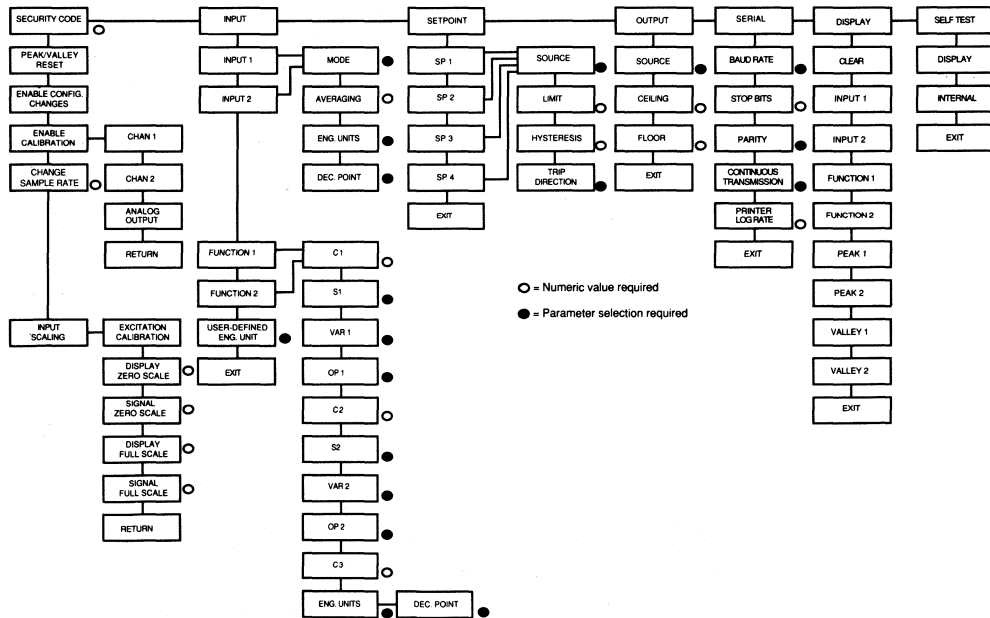 SECURITY CODE
PEAK/VALLEY
RESET
ENABLE CONFIG.
CHANGES
ENABLE
CALIBRATION
CHANGE
SAMPLE RATE
CHAN 1
CHAN 2
ANALOG
OUTPUT
RETURN
INPUT
SCALING
EXCITATION
CALIBRATION
DISPLAY
ZERO SCALE
SIGNAL
ZERO SCALE
DISPLAY
FULL SCALE
SIGNAL
FULL SCALE
RETURN
INPUT
INPUT 1
INPUT 2
MODE
AVERAGING
ENG. UNITS
DEC. POINT
FUNCTION 1
FUNCTION 2
USER-DEFINED
ENG. UNIT
EXIT
C1
S1
VAR 1
OP 1
C2
S2
VAR 2
OP 2
C3
ENG. UNITS
DEC. POINT
SETPOINT
SP 1
SP 2
SP 3
SP 4
EXIT
SOURCE
LIMIT
HYSTERESIS
TRIP
DIRECTION
OUTPUT
SOURCE
CEILING
FLOOR
EXIT
SERIAL
BAUD RATE
STOP BITS
PARITY
CONTINUOUS
TRANSMISSION
PRINTER
LOG RATE
EXIT
DISPLAY
CLEAR
INPUT 1
INPUT 2
FUNCTION 1
FUNCTION 2
PEAK 1
PEAK 2
VALLEY 1
VALLEY 2
EXIT
SELF TEST
DISPLAY
INTERNAL
EXIT
= Numeric value required
= Parameter selection required